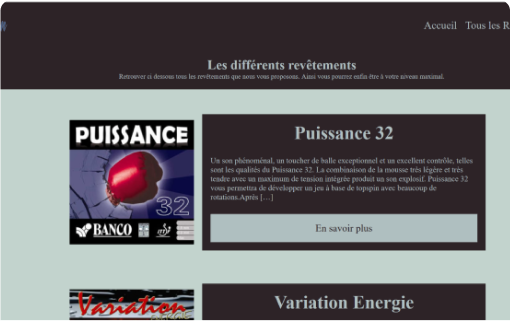 Accueil Tous les R
Les différents revêtements
Retrouver ci-dessous tous les revêtements que nous vous proposons. Ainsi vous pourrez enfin être à votre niveau maximal.
PUISSANCE
32
BANCO
Puissance 32
Un son phénoménal, un toucher de balle exceptionnel et un excellent contrôle, telles
sont les qualités du Puissance 32. La combinaison de la mousse très légère et très
tendre avec un maximum de tension intégrée produit un son explosif. Puissance 32
vous permettra de développer un jeu à base de topspin avec beaucoup de
rotations.Après […]
En savoir plus
Variation
Variation Energie